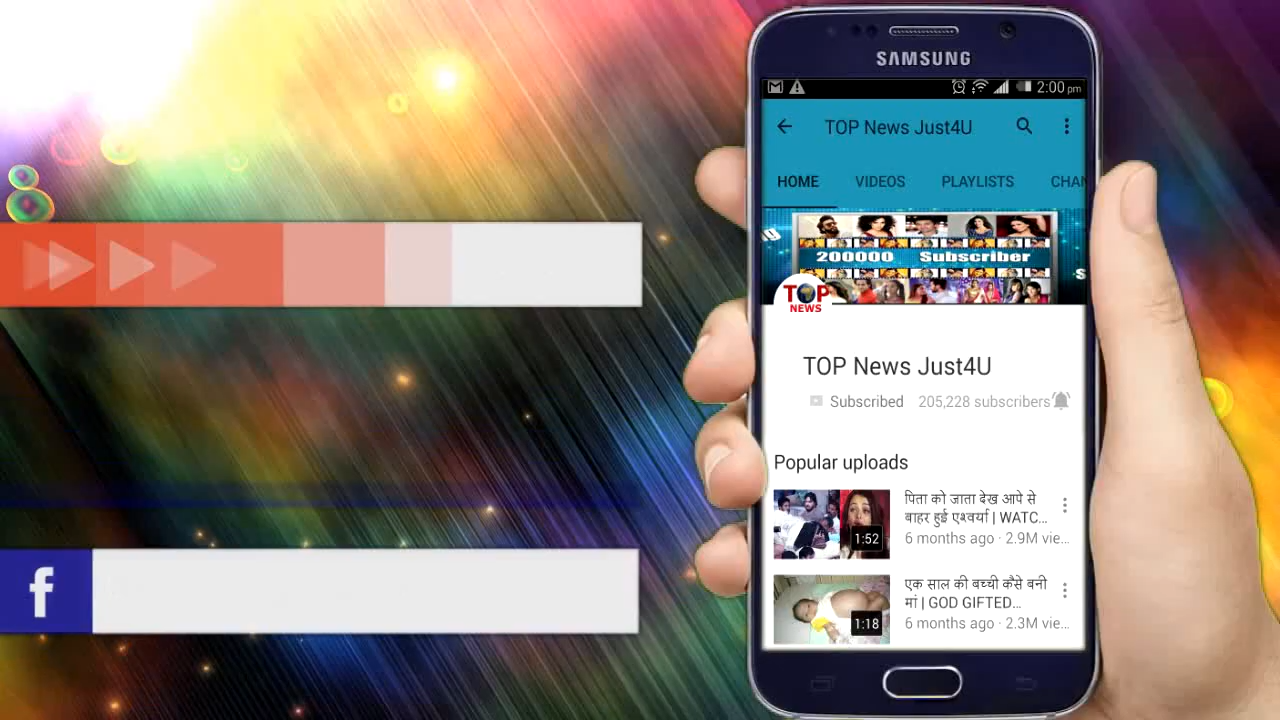 SAMSUNG
2:00 pm
TOP News Just4U
HOME VIDEOS PLAYLISTS CHAN
200000 Subscriber
TOP
NEWS
TOP News Just4U
Subscribed 205,228 subscribers
Popular uploads
पिता को जाता देख आपे से
बाहर हुई एश्वर्या | WATC...
1:52
6 months ago · 2.9M vie...
एक साल की बच्ची कैसे बनी
मां | GOD GIFTED...
1:18
6 months ago · 2.3M vie...
f